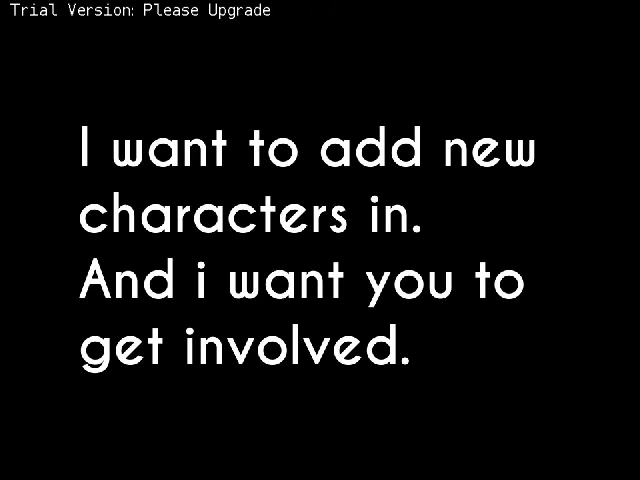 Trial Version: Please Upgrade
I want to add new
characters in.
And i want you to
get involved.